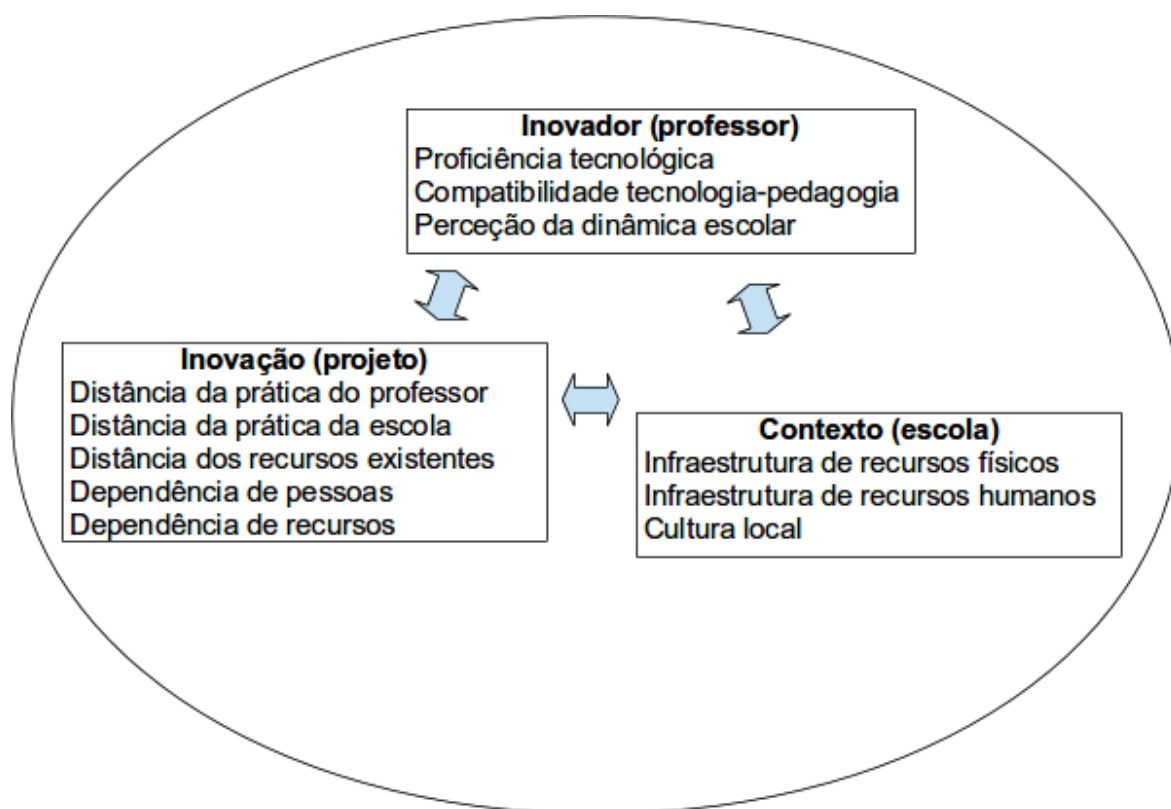 Inovador (professor)
Proficiência tecnológica
Compatibilidade tecnologia-pedagogia
Perceção da dinâmica escolar
Inovação (projeto)
Distância da prática do professor
Distância da prática da escola
Distância dos recursos existentes
Dependência de pessoas
Dependência de recursos
Contexto (escola)
Infraestrutura de recursos físicos
Infraestrutura de recursos humanos
Cultura local